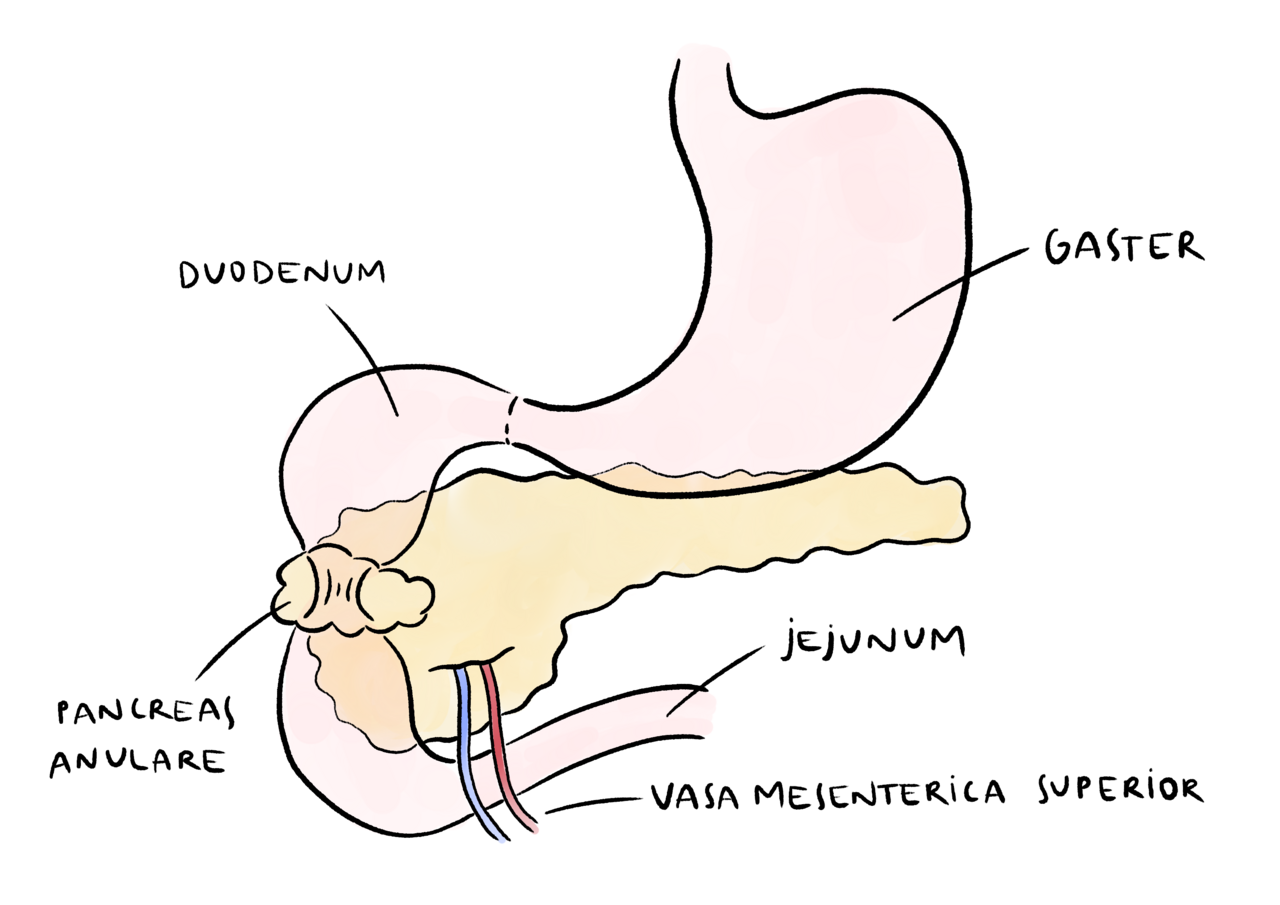 GASTER
DUODENUM
JEJUNUM
PANCREAS
ANULARE
VASA MESENTERICA SUPERIOR